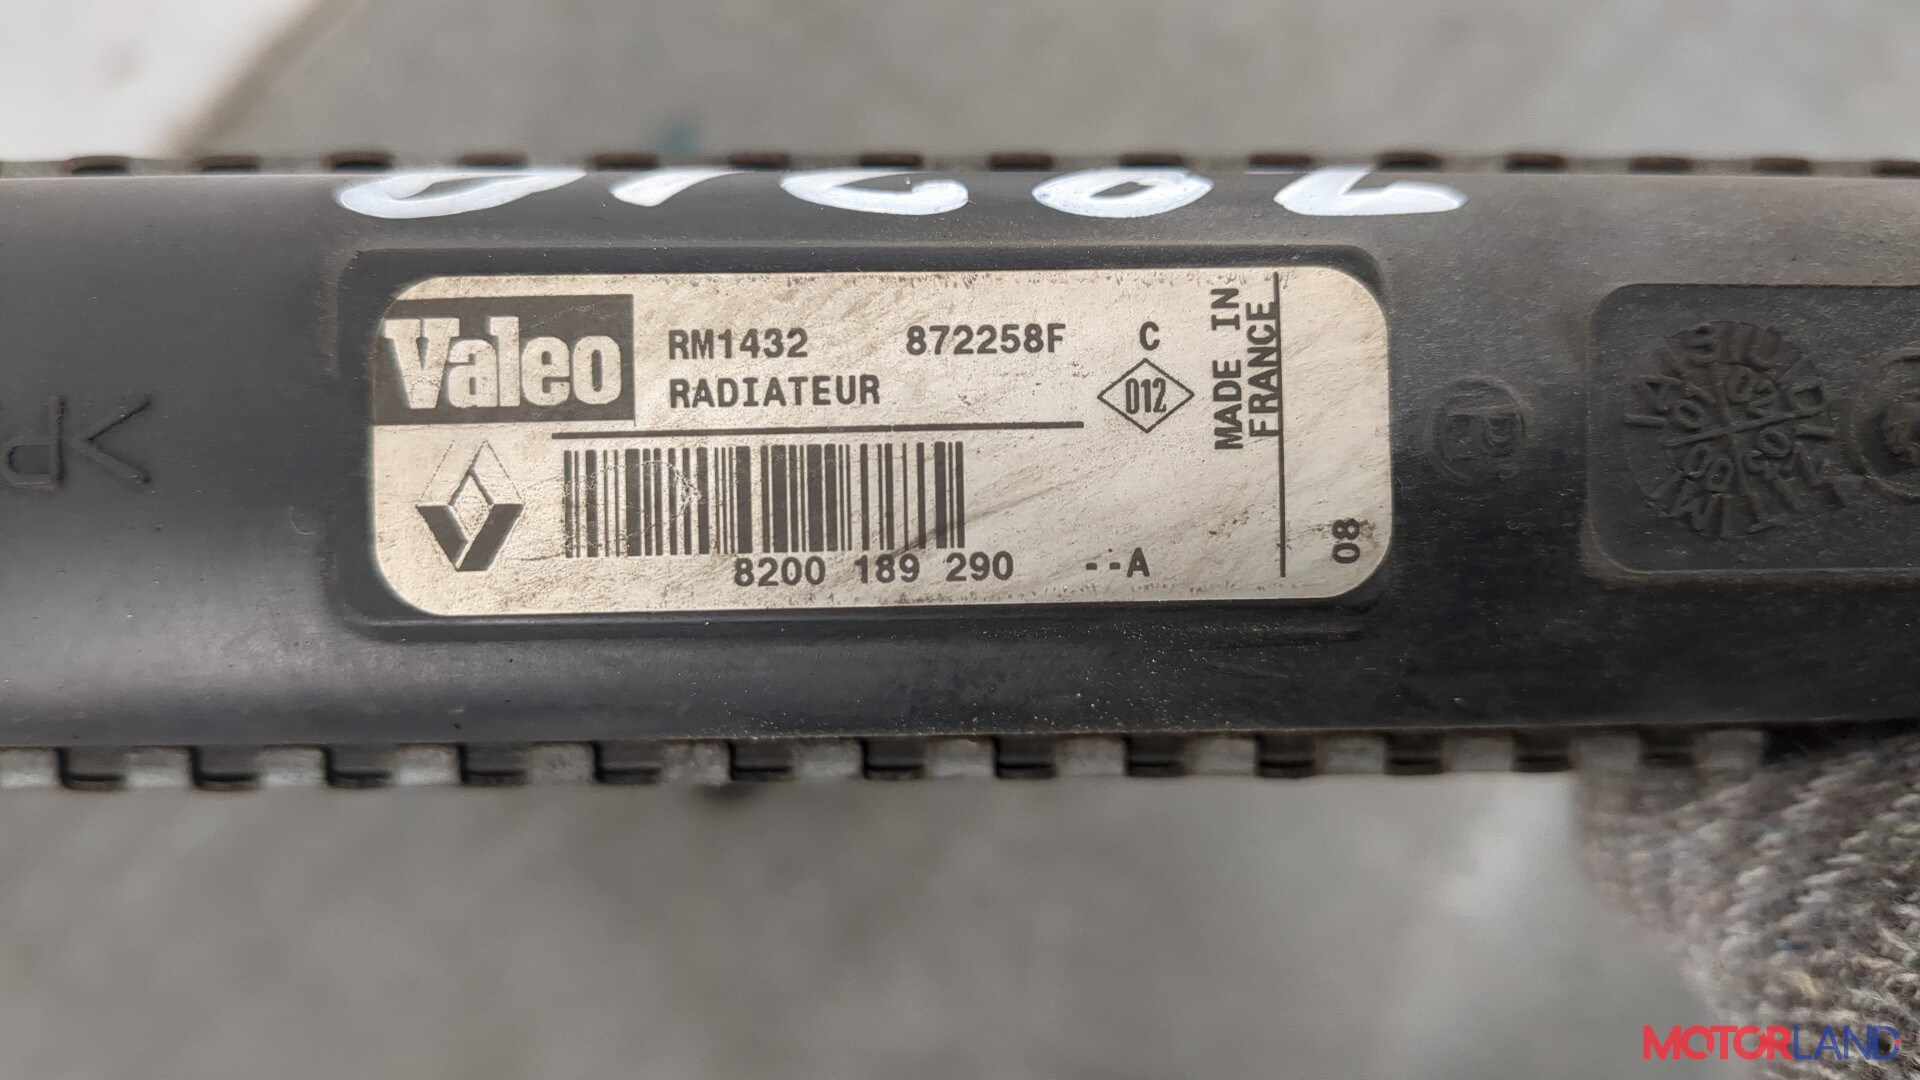 Valeo
RM1432 872258F C
RADIATEUR
012
MADE IN
FRANCE
8200 189 290 --A
08
MOTORLAND